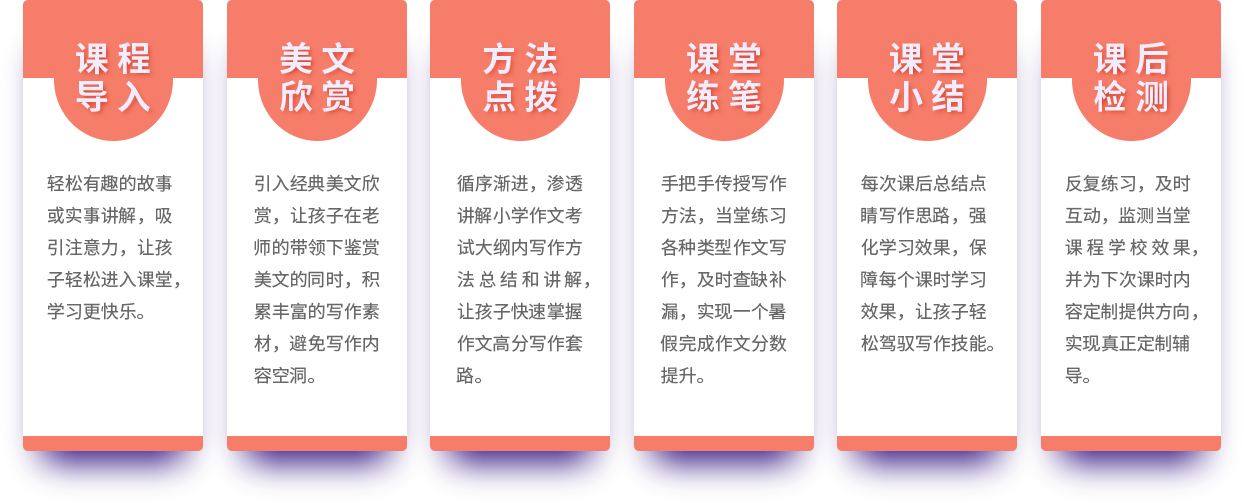 课程
导入
轻松有趣的故事
或实事讲解，吸
引注意力，让孩
子轻松进入课堂，
学习更快乐。
美文
欣赏
引入经典美文欣
赏，让孩子在老
师的带领下鉴赏
美文的同时，积
累丰富的写作素
材，避免写作内
容空洞。
方法
点拨
循序渐进，渗透
讲解小学作文考
试大纲内写作方
法总结和讲解，
让孩子快速掌握
作文高分写作套
路。
课堂
练笔
手把手传授写作
方法，当堂练习
各种类型作文写
作，及时查缺补
漏，实现一个暑
假完成作文分数
提升。
课堂
小结
每次课后总结点
睛写作思路，强
化学习效果，保
障每个课时学习
效果，让孩子轻
松驾驭写作技能。
课后
检测
反复练习，及时
互动，监测当堂
课程学校效果，
并为下次课时内
容定制提供方向，
实现真正定制辅
导。